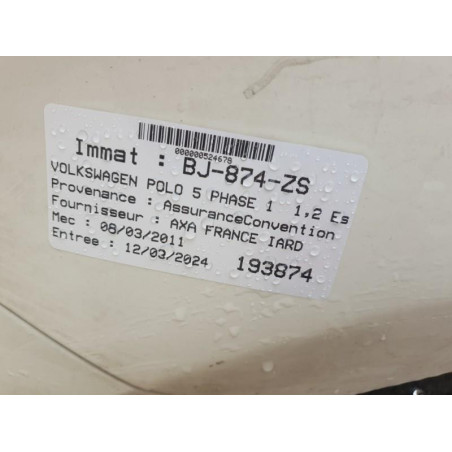 000000524678
Immat : BJ-874-ZS
VOLKSWAGEN POLO 5 PHASE 1 1,2 Es
Provenance : AssuranceConvention
Fournisseur : AXA FRANCE IARD
Mec : 08/03/2011
Entree : 12/03/2024 193874